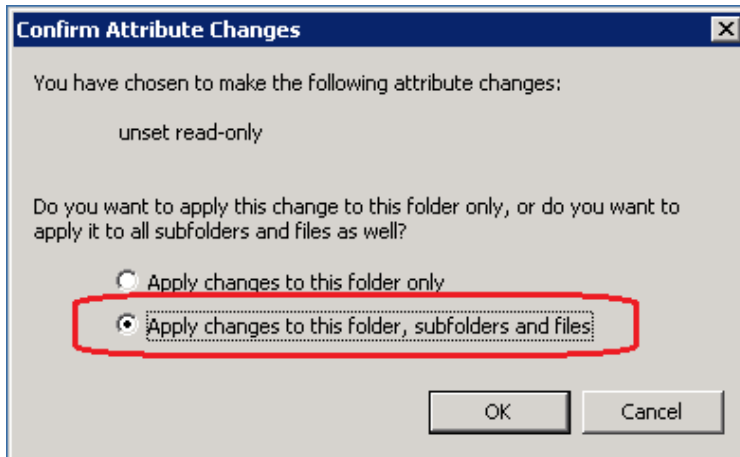 Confirm Attribute Changes
You have chosen to make the following attribute changes:
unset read-only
Do you want to apply this change to this folder only, or do you want to
apply it to all subfolders and files as well?
Apply changes to this folder only
Apply changes to this folder, subfolders and files
OK
Cancel